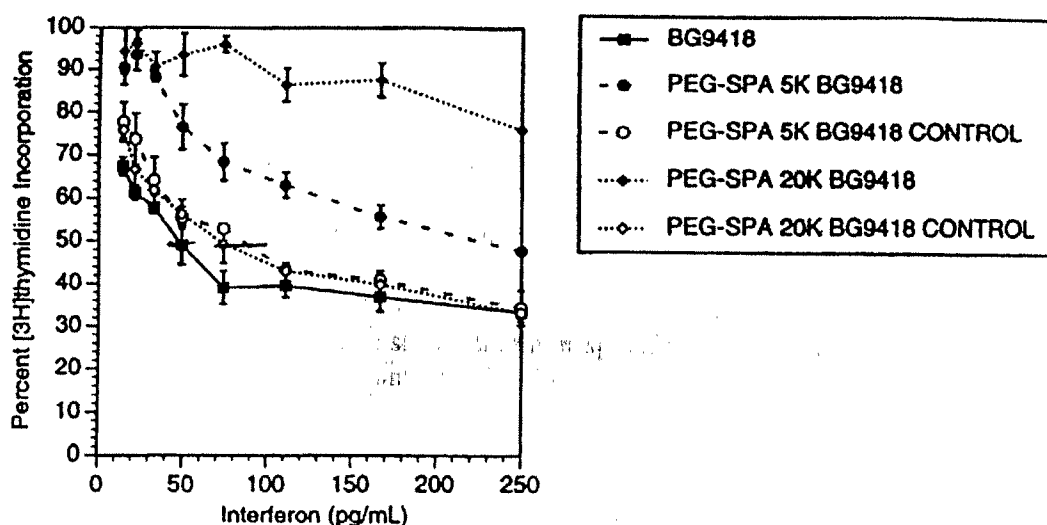 Percent [3H]thymidine Incorporation
100
90
80
70
60
50
40
30
20
10
0
0 50 100 150 200 250
Interferon (pg/mL)
BG9418
PEG-SPA 5K BG9418
PEG-SPA 5K BG9418 CONTROL
PEG-SPA 20K BG9418
PEG-SPA 20K BG9418 CONTROL